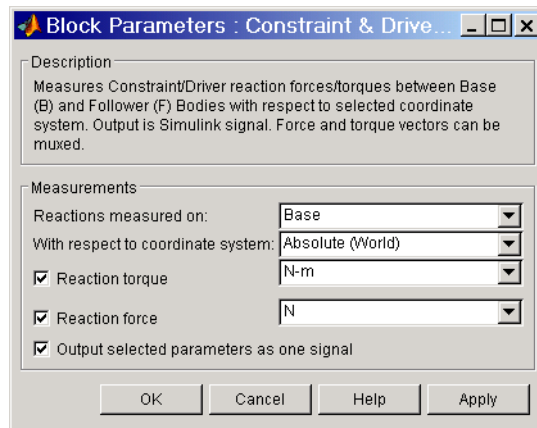 Block Parameters : Constraint & Drive...
Description
Measures Constraint/Driver reaction forces/torques between Base
(B) and Follower (F) Bodies with respect to selected coordinate
system. Output is Simulink signal. Force and torque vectors can be
muxed.
Measurements
Reactions measured on: Base
With respect to coordinate system: Absolute (World)
Reaction torque N-m
Reaction force N
Output selected parameters as one signal
OK Cancel Help Apply